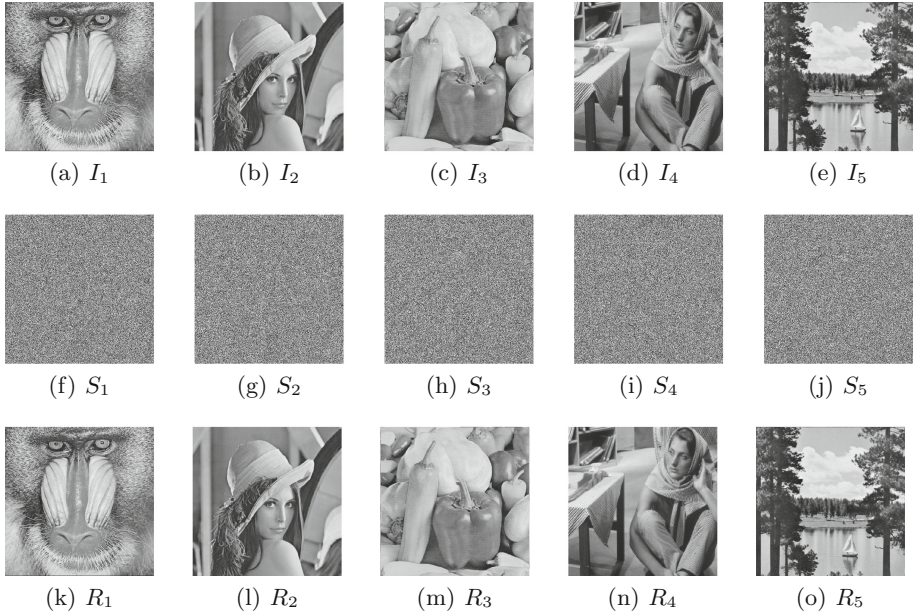 (a) I₁ (b) I₂ (c) I₃ (d) I₄ (e) I₅
(f) S₁ (g) S₂ (h) S₃ (i) S₄ (j) S₅
(k) R₁ (l) R₂ (m) R₃ (n) R₄ (o) R₅